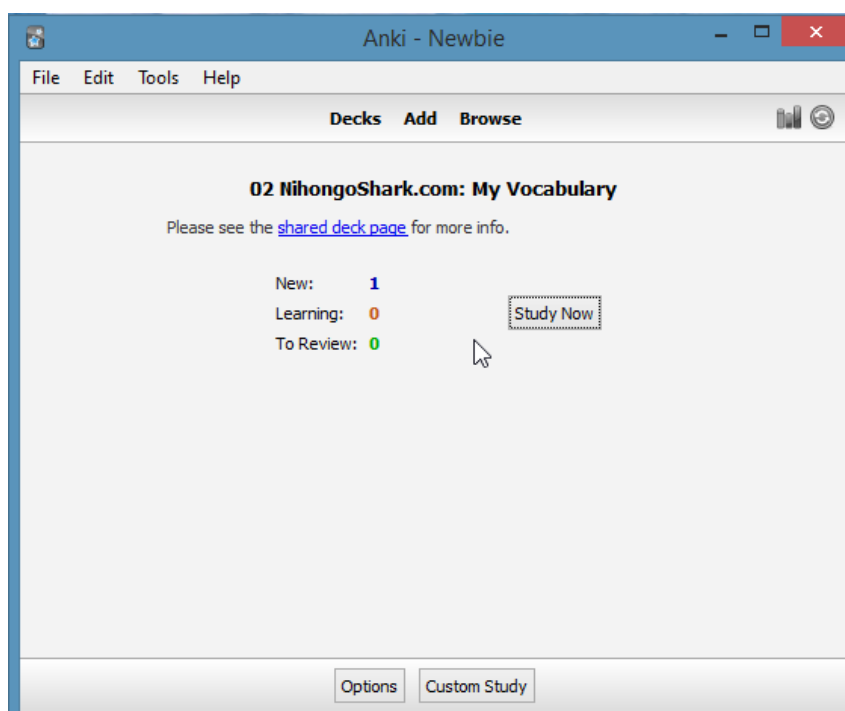 Anki - Newbie
File Edit Tools Help
Decks Add Browse
02 NihongoShark.com: My Vocabulary
Please see the shared deck page for more info.
New: 1
Learning: 0
Study Now
To Review: 0
Options Custom Study